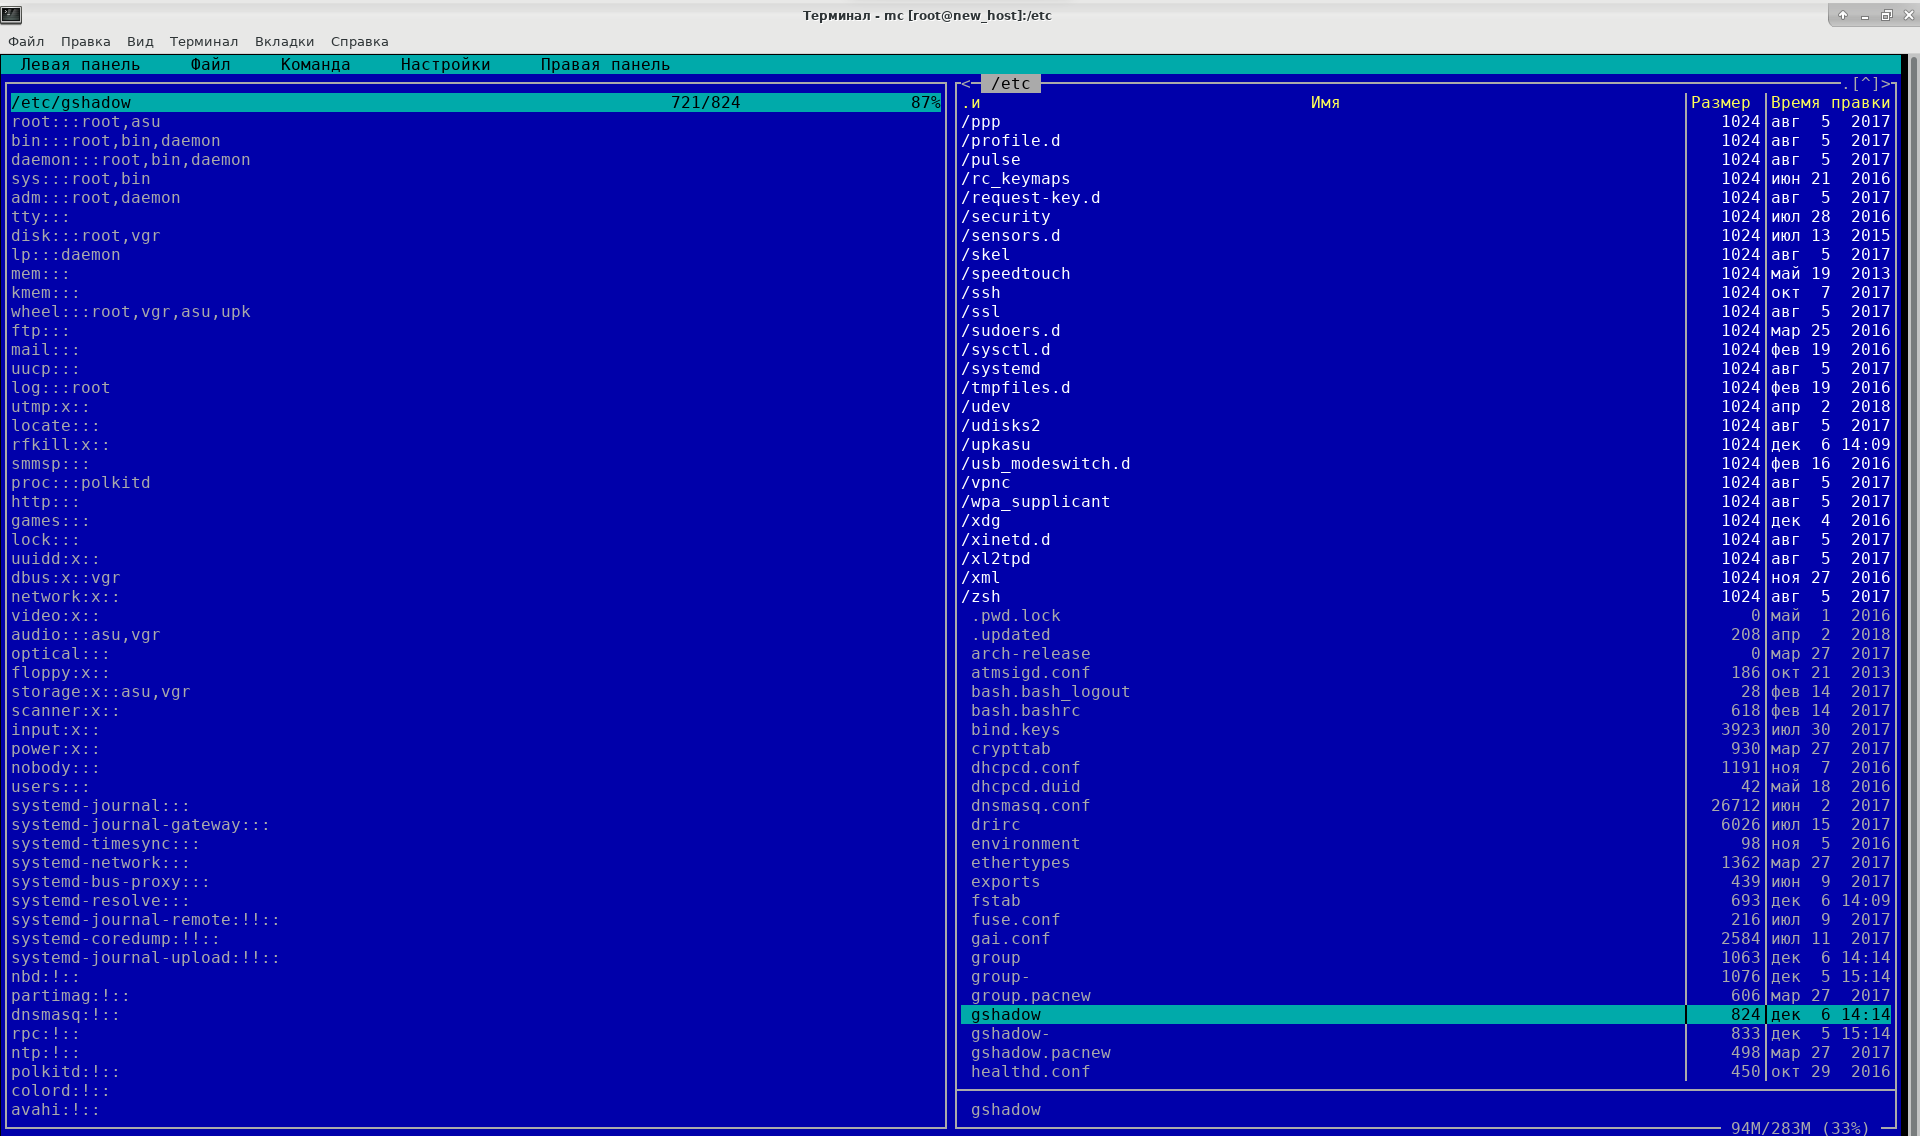 Терминал - mc [root@new_host]:/etc
Файл Правка Вид Терминал Вкладки Справка
Левая панель Файл Команда Настройки Правая панель
/etc/gshadow 721/824 87%
root:::root,asu
bin:::root,bin,daemon
daemon:::root,bin,daemon
sys:::root,bin
adm:::root,daemon
tty:::
disk:::root,vgr
lp:::daemon
mem:::
kmem:::
wheel:::root,vgr,asu,upk
ftp:::
mail:::
uucp:::
log:::root
utmp:x::
locate:::
rfkill:x::
smmsp:::
proc:::polkitd
http:::
games:::
lock:::
uuidd:x::
dbus:x::vgr
network:x::
video:x::
audio:::asu,vgr
optical:::
floppy:x::
storage:x::asu,vgr
scanner:x::
input:x::
power:x::
nobody:::
users:::
systemd-journal:::
systemd-journal-gateway:::
systemd-timesync:::
systemd-network:::
systemd-bus-proxy:::
systemd-resolve:::
systemd-journal-remote:!!::
systemd-coredump:!!::
systemd-journal-upload:!!::
nbd:!::
partimag:!::
dnsmasq:!::
rpc:!::
ntp:!::
polkitd:!::
colord:!::
avahi:!::
<- /etc .[^]>
.и Имя Размер Время правки
/ppp 1024 авг 5 2017
/profile.d 1024 авг 5 2017
/pulse 1024 авг 5 2017
/rc_keymaps 1024 июн 21 2016
/request-key.d 1024 авг 5 2017
/security 1024 июл 28 2016
/sensors.d 1024 июл 13 2015
/skel 1024 авг 5 2017
/speedtouch 1024 май 19 2013
/ssh 1024 окт 7 2017
/ssl 1024 авг 5 2017
/sudoers.d 1024 мар 25 2016
/sysctl.d 1024 фев 19 2016
/systemd 1024 авг 5 2017
/tmpfiles.d 1024 фев 19 2016
/udev 1024 апр 2 2018
/udisks2 1024 авг 5 2017
/upkasu 1024 дек 6 14:09
/usb_modeswitch.d 1024 фев 16 2016
/vpnc 1024 авг 5 2017
/wpa_supplicant 1024 авг 5 2017
/xdg 1024 дек 4 2016
/xinetd.d 1024 авг 5 2017
/xl2tpd 1024 авг 5 2017
/xml 1024 ноя 27 2016
/zsh 1024 авг 5 2017
.pwd.lock 0 май 1 2016
.updated 208 апр 2 2018
arch-release 0 мар 27 2017
atmsigd.conf 186 окт 21 2013
bash.bash_logout 28 фев 14 2017
bash.bashrc 618 фев 14 2017
bind.keys 3923 июл 30 2017
crypttab 930 мар 27 2017
dhcpcd.conf 1191 ноя 7 2016
dhcpcd.duid 42 май 18 2016
dnsmasq.conf 26712 июн 2 2017
drirc 6026 июл 15 2017
environment 98 ноя 5 2016
ethertypes 1362 мар 27 2017
exports 439 июн 9 2017
fstab 693 дек 6 14:09
fuse.conf 216 июл 9 2017
gai.conf 2584 июл 11 2017
group 1063 дек 6 14:14
group- 1076 дек 5 15:14
group.pacnew 606 мар 27 2017
gshadow 824 дек 6 14:14
gshadow- 833 дек 5 15:14
gshadow.pacnew 498 мар 27 2017
healthd.conf 450 окт 29 2016
gshadow
94M/283M (33%)